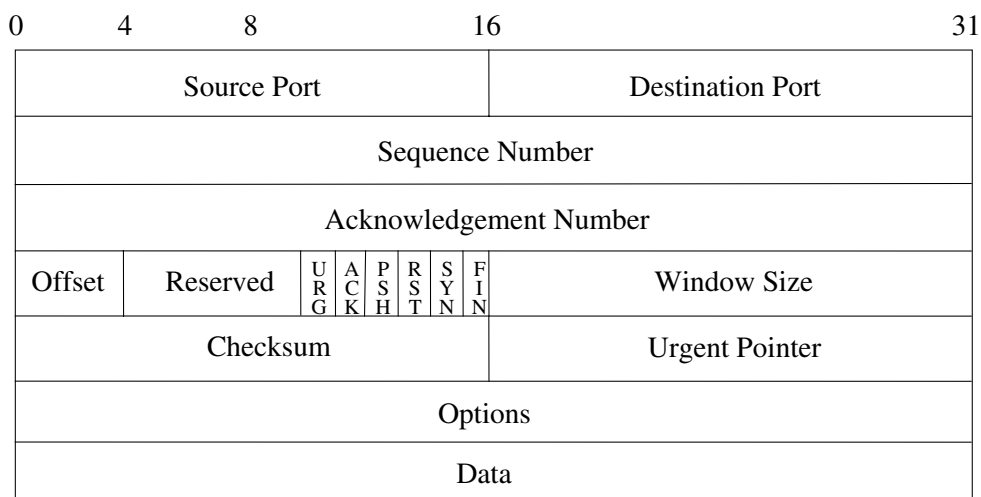 0 4 8 16 31
Source Port Destination Port
Sequence Number
Acknowledgement Number
Offset Reserved URG ACK PSH RST SYN FIN Window Size
Checksum Urgent Pointer
Options
Data